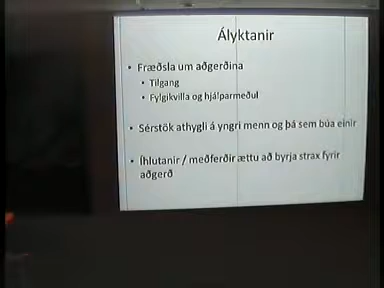 Ályktanir
• Fræðsla um aðgerðina
• Tilgang
• Fylgikvilla og hjálparmeðul
• Sérstök athygli á yngri menn og þá sem búa einir
• Íhlutanir / meðferðir ættu að byrja strax fyrir
aðgerð